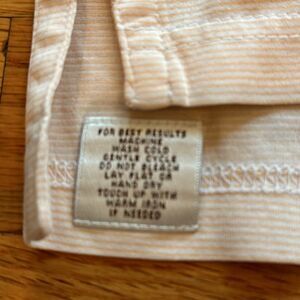 FOR BEST RESULTS
MACHINE
WASH COLD
GENTLE CYCLE
DO NOT BLEACH
LAY FLAT OR
HAND DRY
TOUCH UP WITH
WARM IRON
IF NEEDED